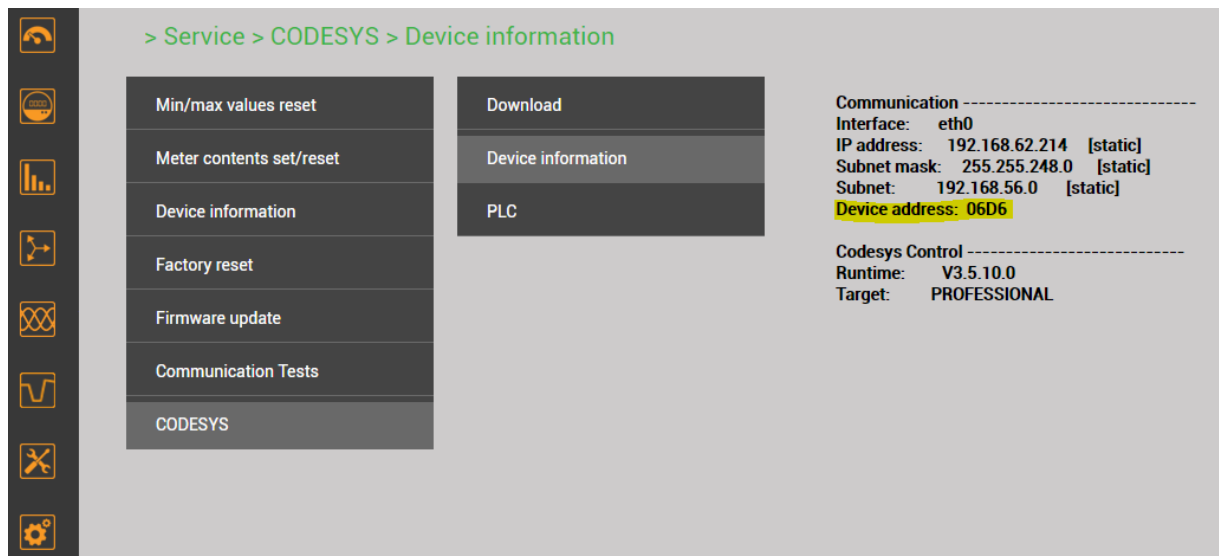 > Service > CODESYS > Device information
Min/max values reset
Meter contents set/reset
Device information
Factory reset
Firmware update
Communication Tests
CODESYS
Download
Device information
PLC
Communication -----------------------------
Interface: eth0
IP address: 192.168.62.214 [static]
Subnet mask: 255.255.248.0 [static]
Subnet: 192.168.56.0 [static]
Device address: 06D6
Codesys Control ---------------------------
Runtime: V3.5.10.0
Target: PROFESSIONAL